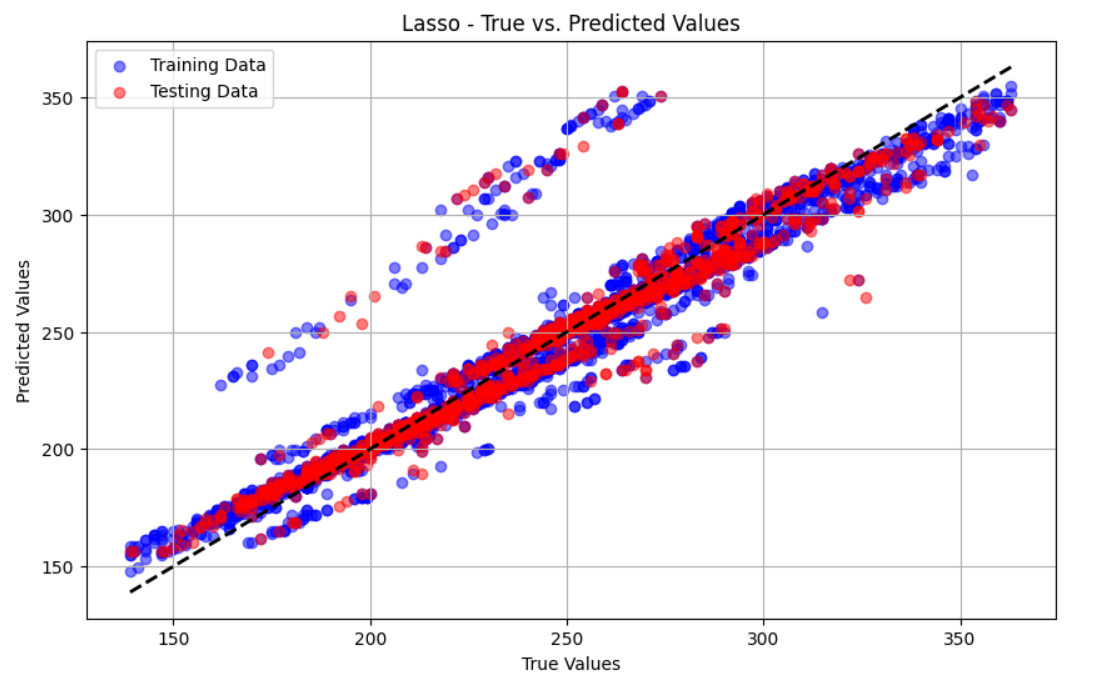 Lasso - True vs. Predicted Values
Training Data
Testing Data
Predicted Values
350
300
250
200
150
150 200 250 300 350
True Values